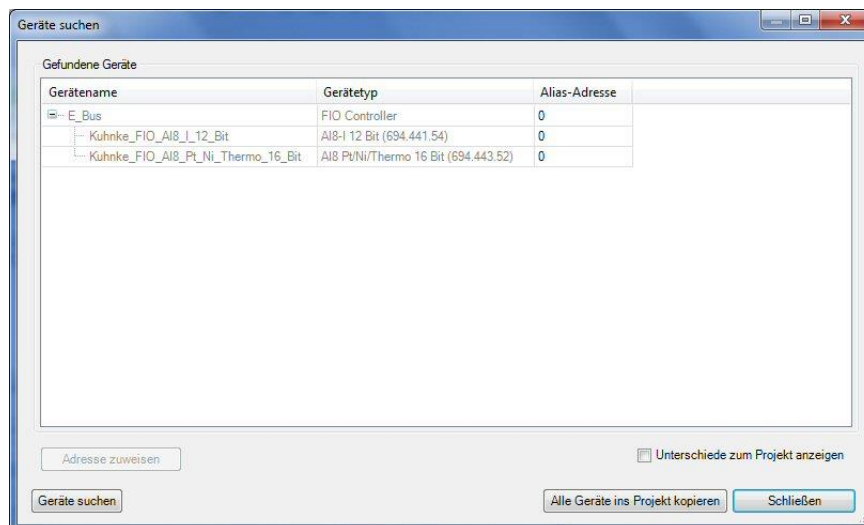 Geräte suchen
Gefundene Geräte
Gerätename Gerätetyp Alias-Adresse
E_Bus FIO Controller 0
Kuhnke_FIO_AI8_I_12_Bit AI8-I 12 Bit (694.441.54) 0
Kuhnke_FIO_AI8_Pt_Ni_Thermo_16_Bit AI8 Pt/Ni/Thermo 16 Bit (694.443.52) 0
Adresse zuweisen Unterschiede zum Projekt anzeigen
Geräte suchen Alle Geräte ins Projekt kopieren Schließen